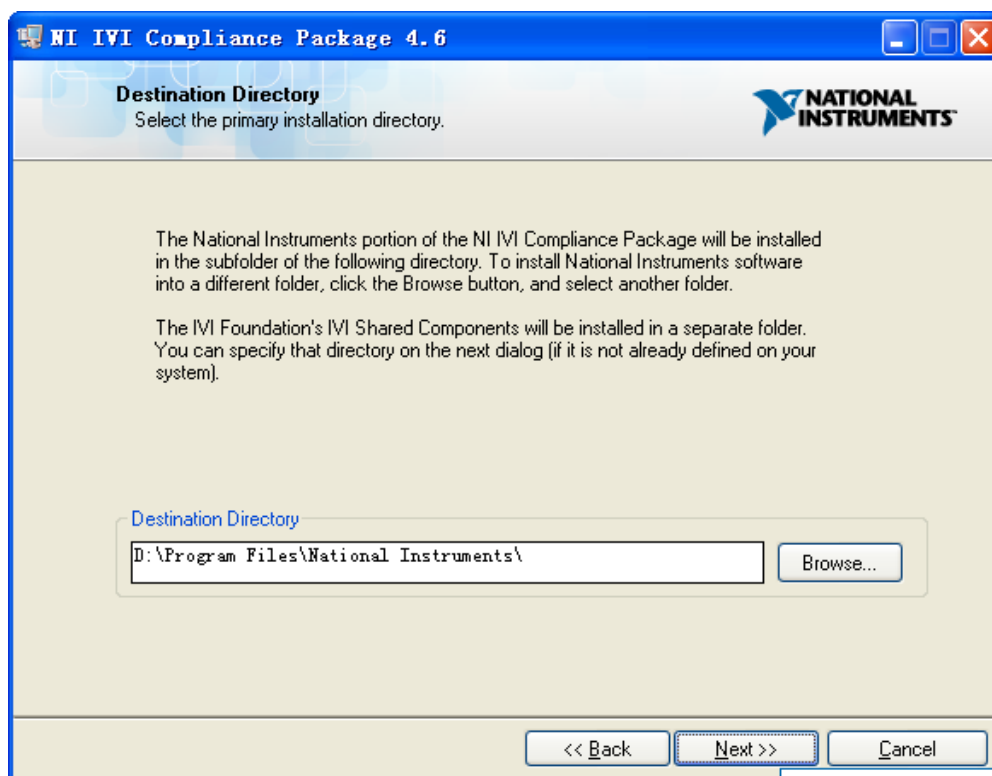 NI IVI Compliance Package 4.6
Destination Directory
Select the primary installation directory.
NATIONAL
INSTRUMENTS™
The National Instruments portion of the NI IVI Compliance Package will be installed
in the subfolder of the following directory. To install National Instruments software
into a different folder, click the Browse button, and select another folder.
The IVI Foundation's IVI Shared Components will be installed in a separate folder.
You can specify that directory on the next dialog (if it is not already defined on your
system).
Destination Directory
D:\Program Files\National Instruments\
Browse...
<< Back
Next >>
Cancel